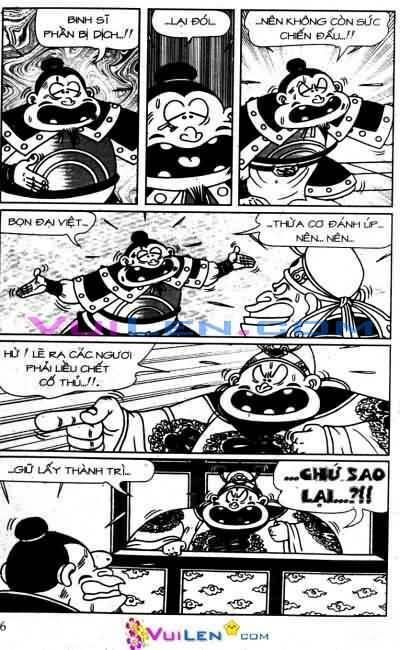 BINH SĨ
PHẦN BỊ DỊCH...!!
...LẠI ĐÓI...
...NÊN KHÔNG CÒN SỨC
CHIẾN ĐẤU...!!
BỌN ĐẠI VIỆT...
...THỪA CƠ ĐÁNH ÚP...
NÊN... NÊN...
VUILEN.COM
HỪ! LẼ RA CÁC NGƯƠI
PHẢI LIỀU CHẾT
CỐ THỦ...!!.
...GIỮ LẤY THÀNH TRÌ...
...CHỨ SAO
LẠI...?!!
6
VUILEN.COM